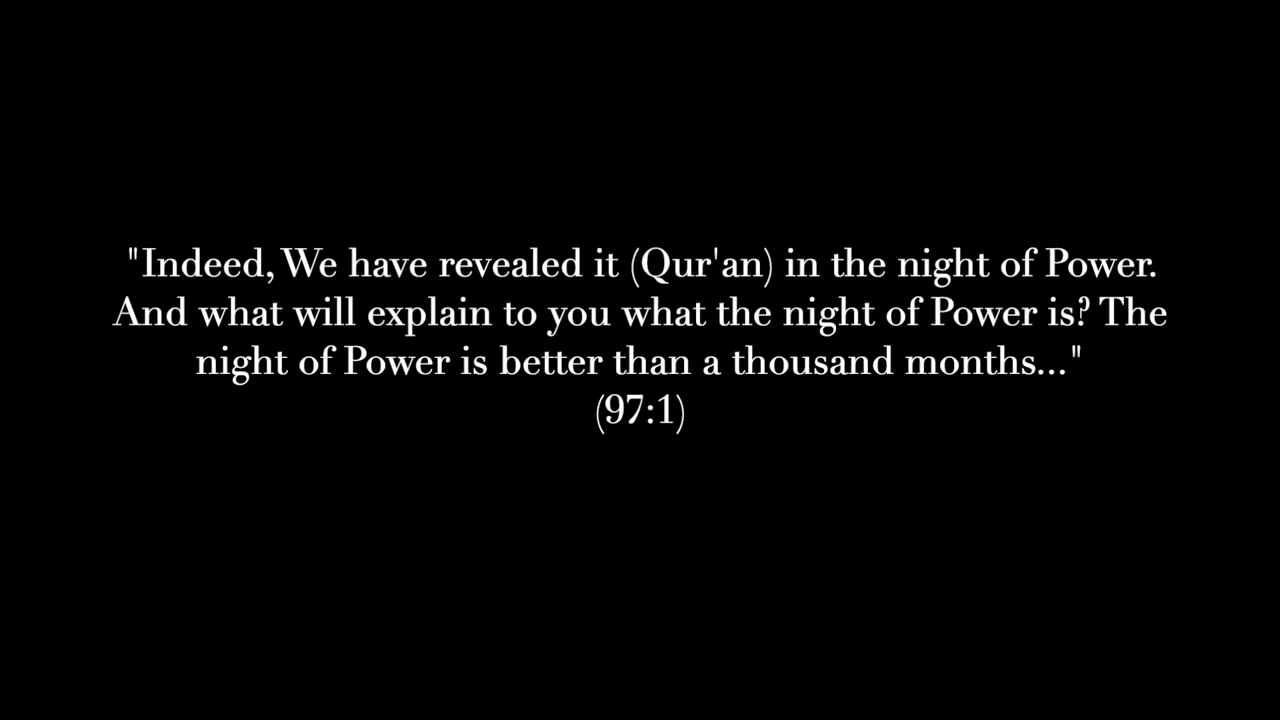 "Indeed, We have revealed it (Qur'an) in the night of Power.
And what will explain to you what the night of Power is? The
night of Power is better than a thousand months..."
(97:1)